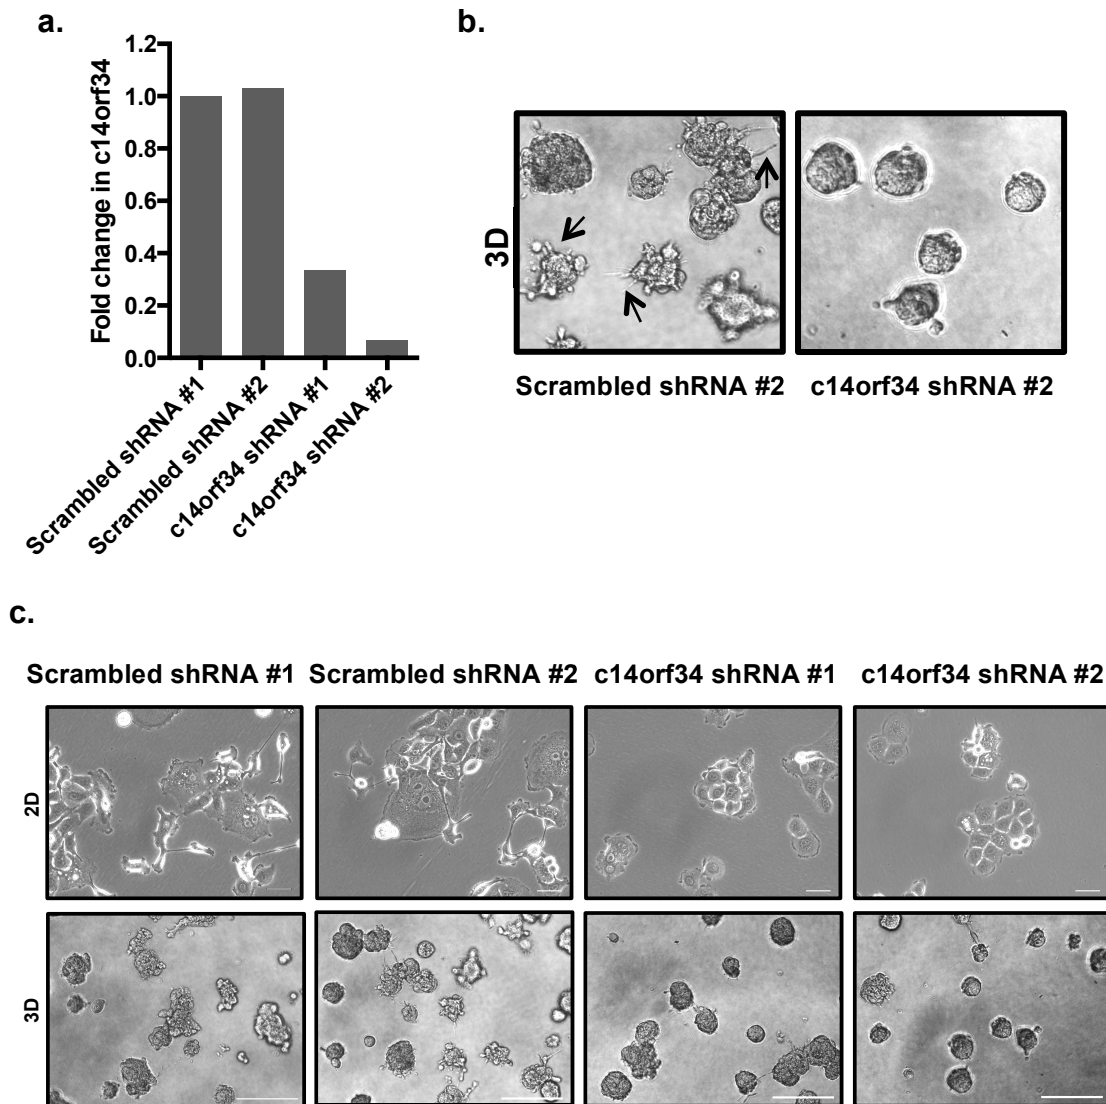 a.
Fold change in c14orf34
1.2
1.0
0.8
0.6
0.4
0.2
0.0
Scrambled shRNA #1
Scrambled shRNA #2
c14orf34 shRNA #1
c14orf34 shRNA #2
b.
3D
Scrambled shRNA #2
c14orf34 shRNA #2
c.
Scrambled shRNA #1
Scrambled shRNA #2
c14orf34 shRNA #1
c14orf34 shRNA #2
2D
3D